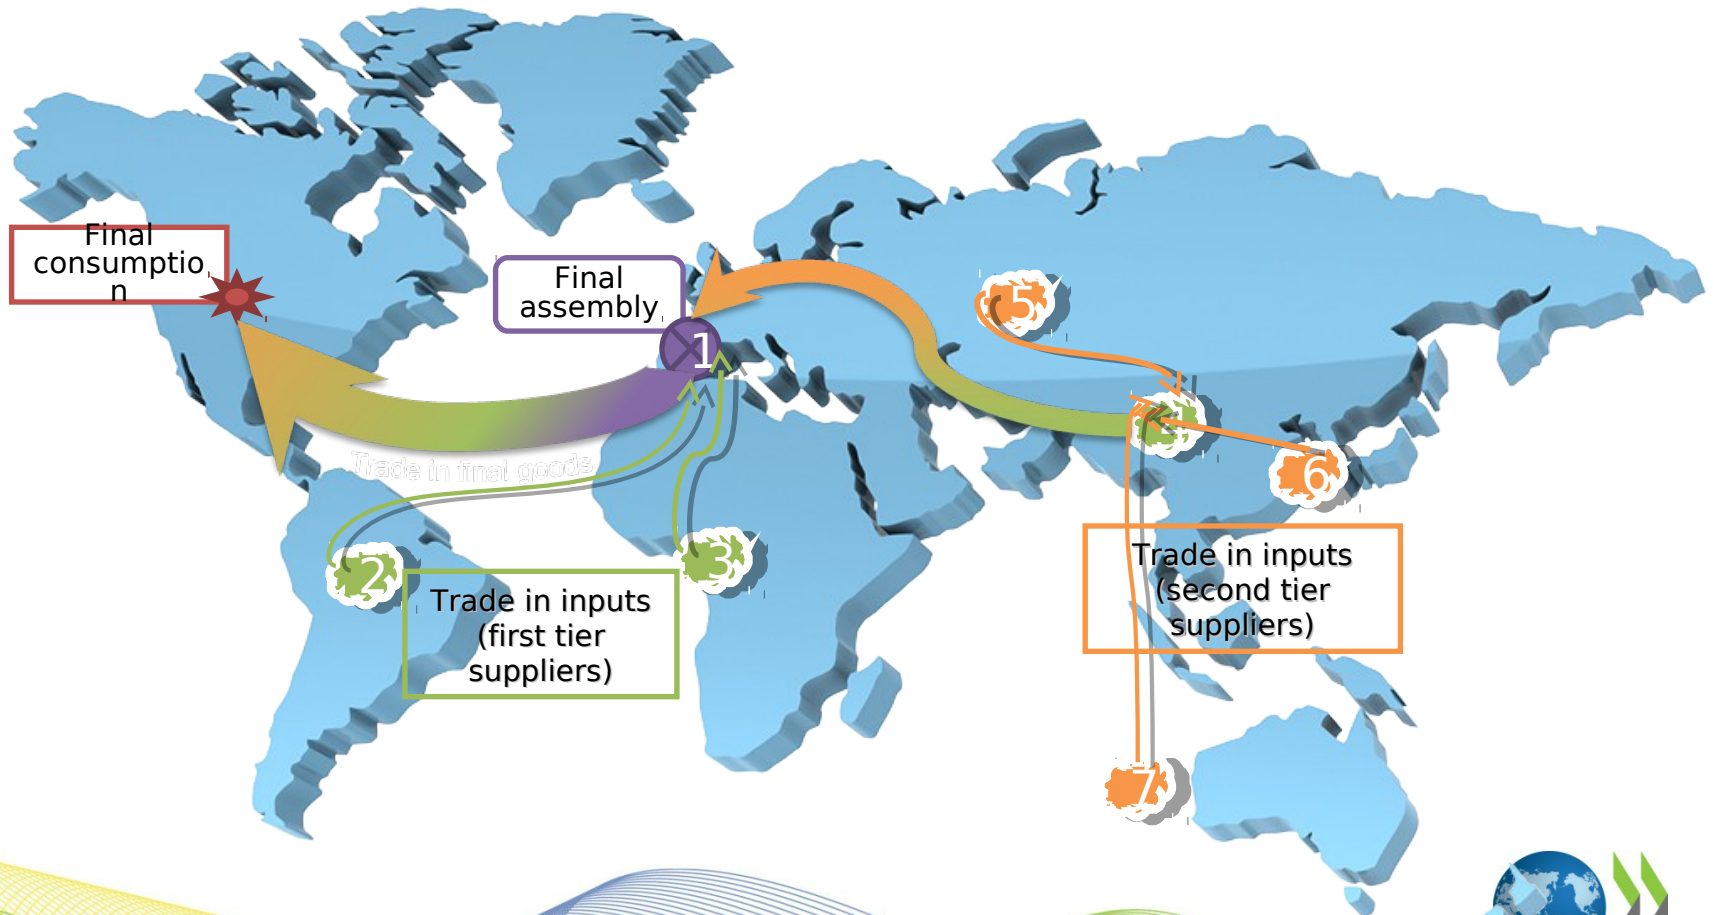 Final
consumptio
n
Final
assembly
1
5
6
Trade in final goods
2
3
Trade in inputs
(first tier
suppliers)
Trade in inputs
(second tier
suppliers)
7